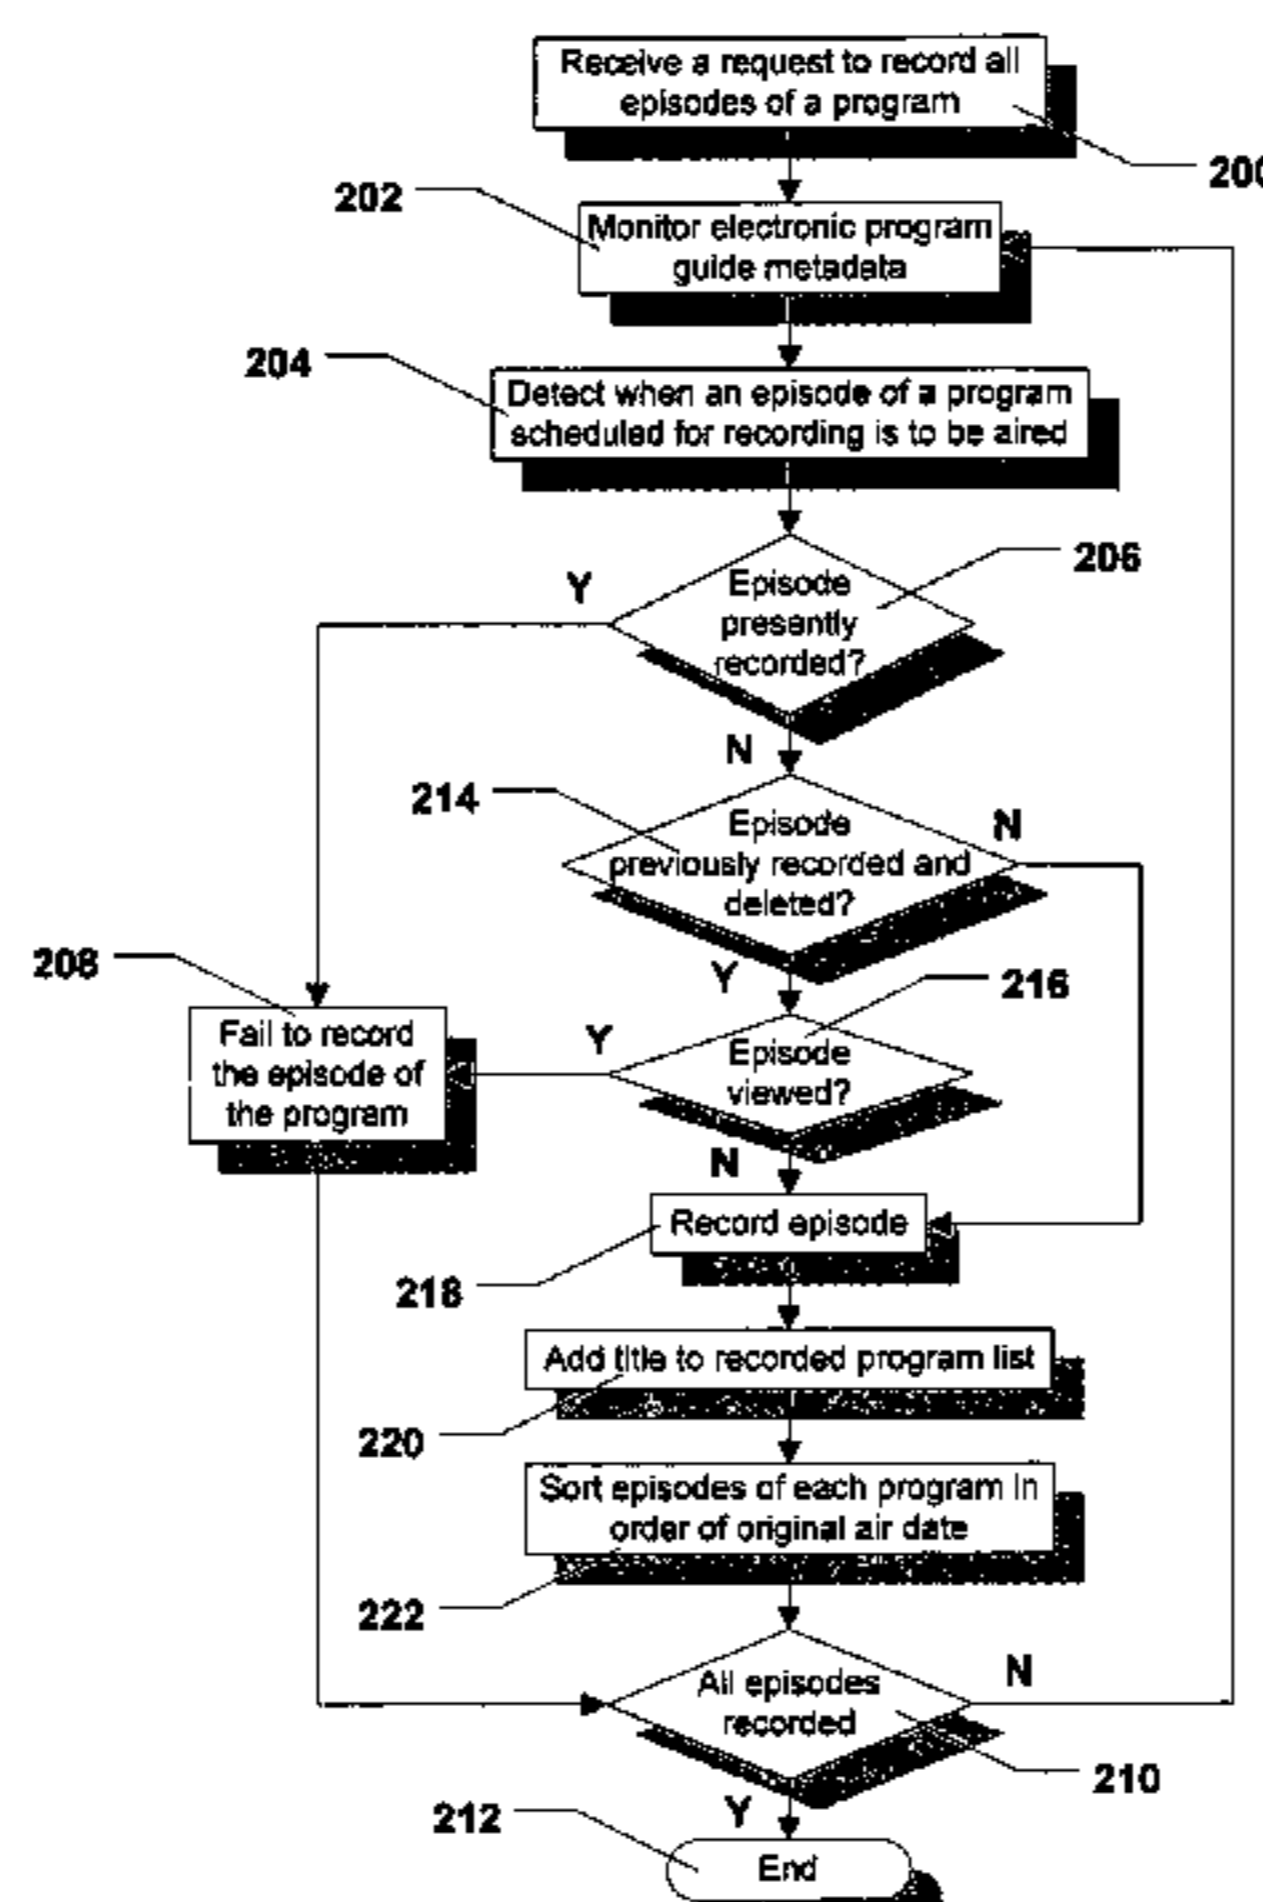 Receive a request to record all
episodes of a program
200
202
Monitor electronic program
guide metadata
204
Detect when an episode of a program
scheduled for recording is to be aired
206
Y
Episode
presently
recorded?
N
214
Episode
previously recorded and
deleted?
N
208
Y
216
Fail to record
the episode of
the program
Y
Episode
viewed?
N
Record episode
218
Add title to recorded program list
220
Sort episodes of each program in
order of original air date
222
All episodes
recorded
N
210
Y
212
End